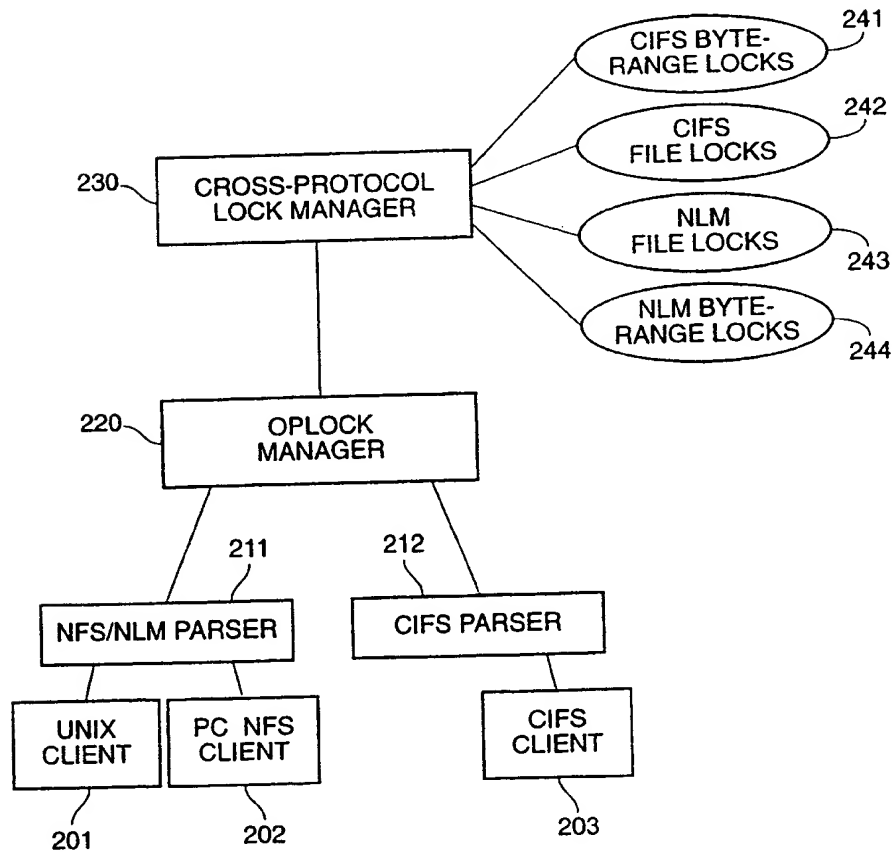 241
CIFS BYTE-
RANGE LOCKS
242
CIFS
FILE LOCKS
230
CROSS-PROTOCOL
LOCK MANAGER
NLM
FILE LOCKS
243
NLM BYTE-
RANGE LOCKS
244
220
OPLOCK
MANAGER
211
212
NFS/NLM PARSER
CIFS PARSER
UNIX
CLIENT
PC NFS
CLIENT
CIFS
CLIENT
201
202
203